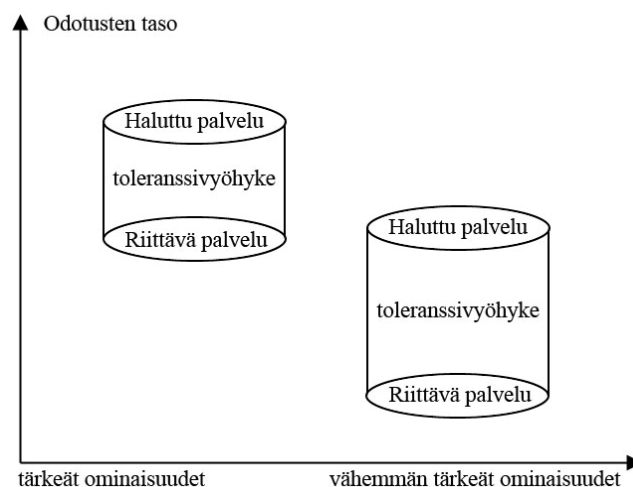 Odotusten taso
Haluttu palvelu
toleranssivyöhyke
Riittävä palvelu
Haluttu palvelu
toleranssivyöhyke
Riittävä palvelu
tärkeät ominaisuudet
vähemmän tärkeät ominaisuudet